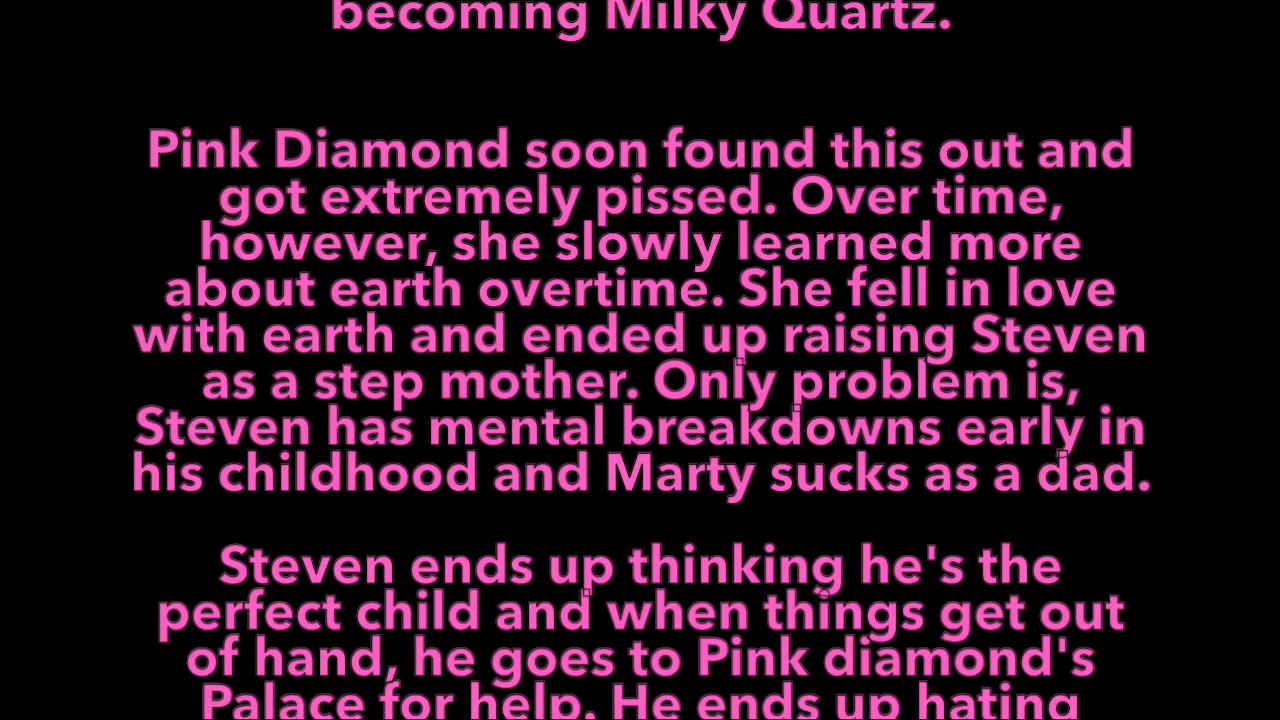 becoming Milky Quartz.
Pink Diamond soon found this out and
got extremely pissed. Over time,
however, she slowly learned more
about earth overtime. She fell in love
with earth and ended up raising Steven
as a step mother. Only problem is,
Steven has mental breakdowns early in
his childhood and Marty sucks as a dad.
Steven ends up thinking he's the
perfect child and when things get out
of hand, he goes to Pink diamond's
Palace for help. He ends up hating